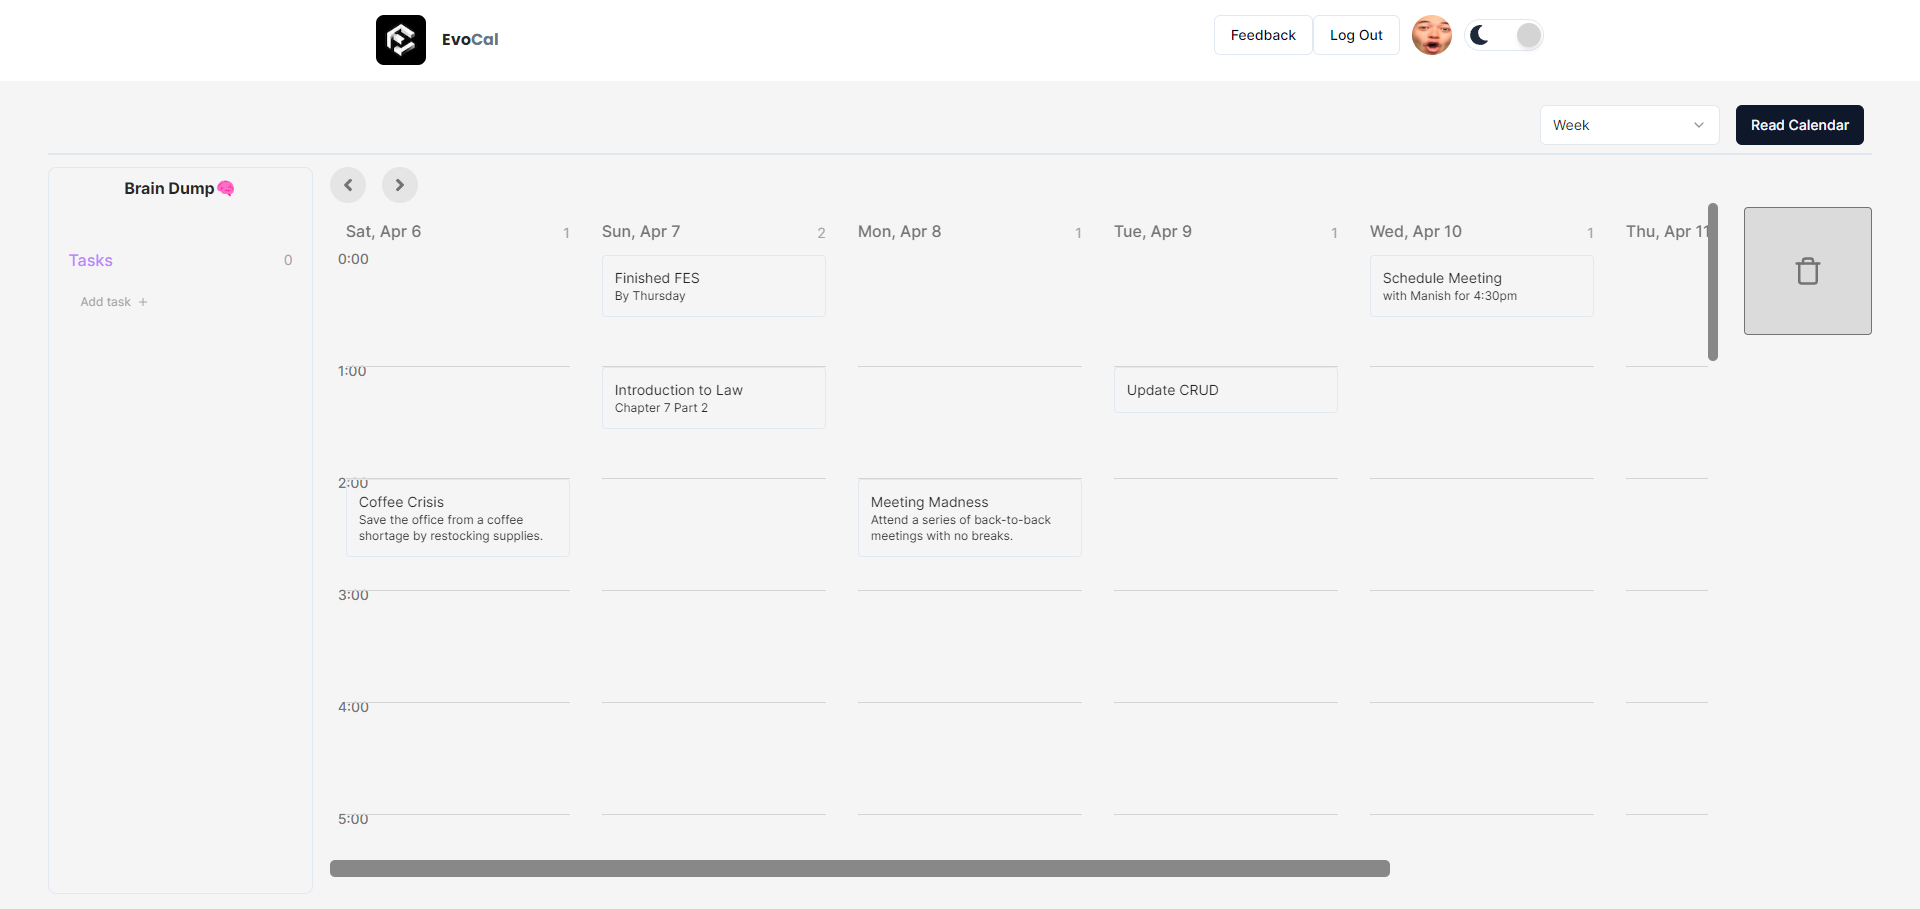 EvoCal
Feedback
Log Out
Week
Read Calendar
Brain Dump🧠
Tasks 0
Add task +
Sat, Apr 6 1
Sun, Apr 7 2
Mon, Apr 8 1
Tue, Apr 9 1
Wed, Apr 10 1
Thu, Apr 11
0:00
Finished FES
By Thursday
Schedule Meeting
with Manish for 4:30pm
1:00
Introduction to Law
Chapter 7 Part 2
Update CRUD
2:00
Coffee Crisis
Save the office from a coffee
shortage by restocking supplies.
Meeting Madness
Attend a series of back-to-back
meetings with no breaks.
3:00
4:00
5:00